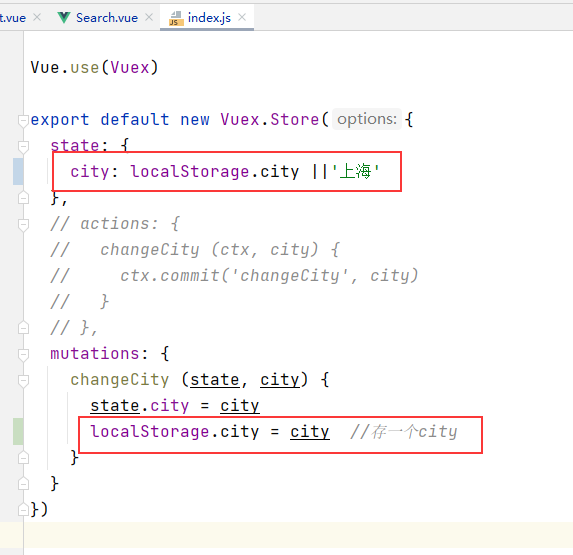 t.vue Search.vue index.js
Vue.use(Vuex)
export default new Vuex.Store( options: {
state: {
city: localStorage.city ||'上海'
},
// actions: {
//   changeCity (ctx, city) {
//     ctx.commit('changeCity', city)
//   }
// },
mutations: {
changeCity (state, city) {
state.city = city
localStorage.city = city  //存一个city
}
}
})